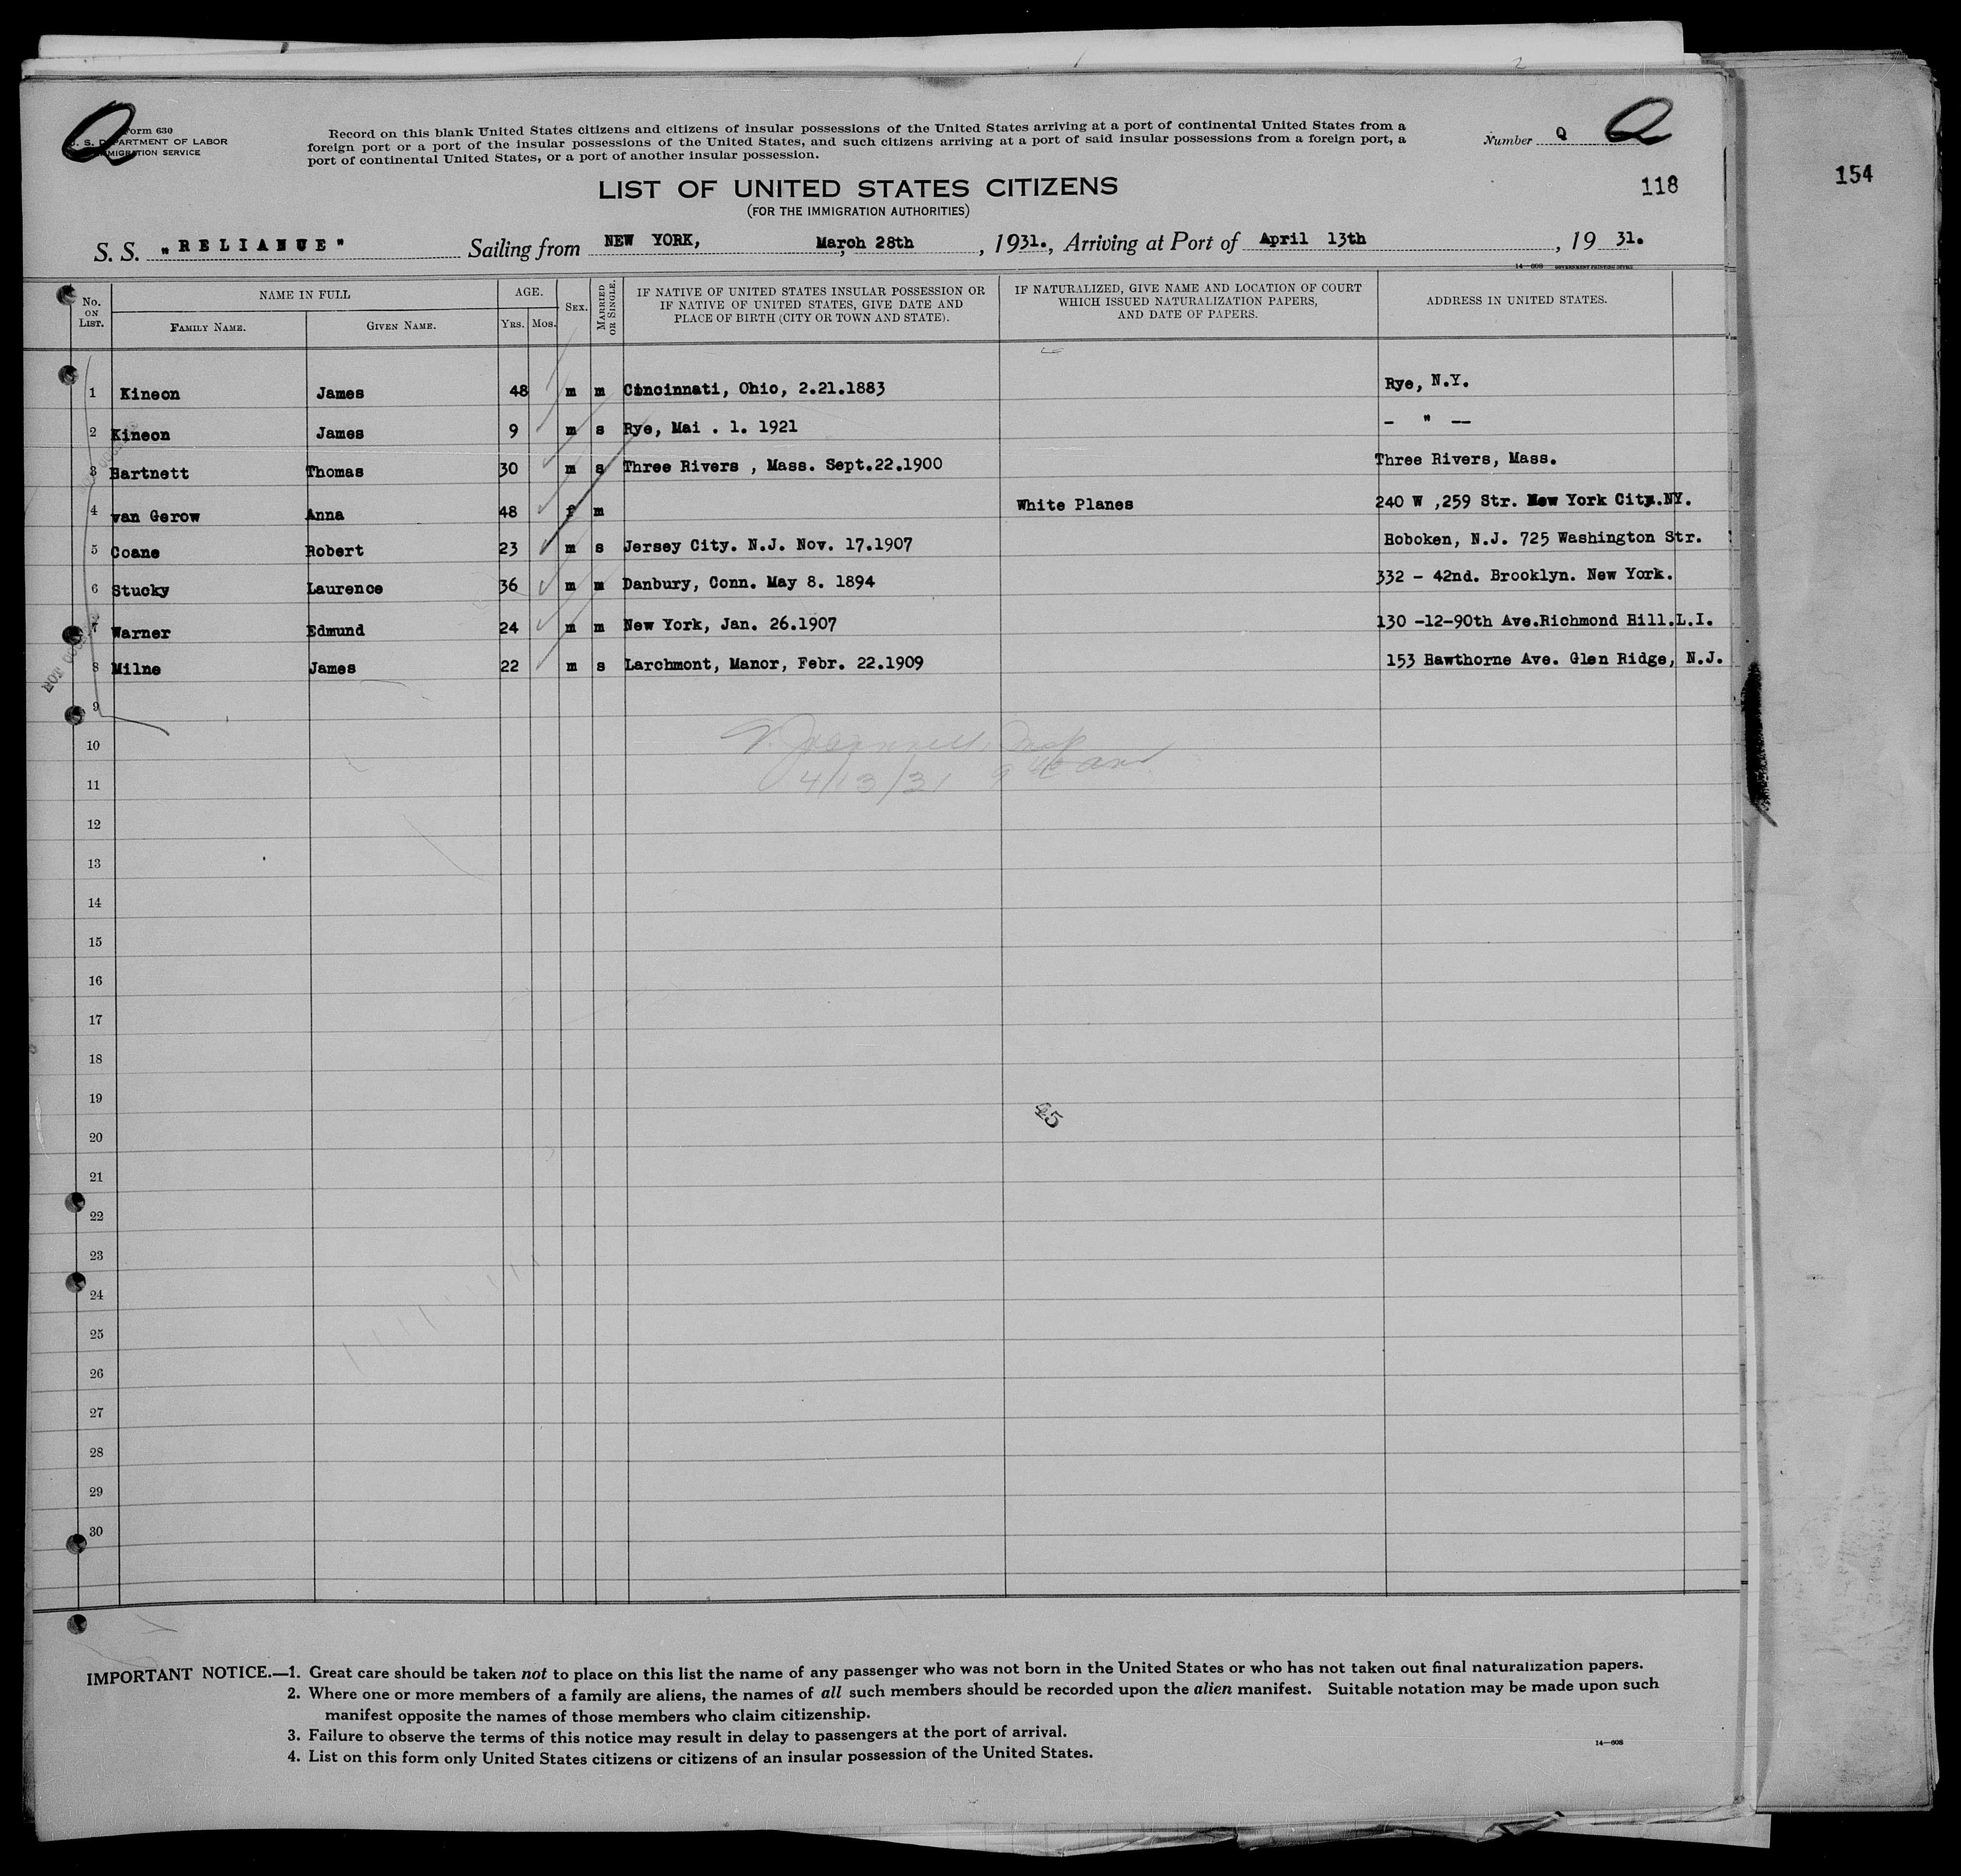 Form 630
U. S. DEPARTMENT OF LABOR
IMMIGRATION SERVICE
Q
Record on this blank United States citizens and citizens of insular possessions of the United States arriving at a port of continental United States from a
foreign port or a port of the insular possessions of the United States, and such citizens arriving at a port of said insular possessions from a foreign port, a
port of continental United States, or a port of another insular possession.
Number Q Q
LIST OF UNITED STATES CITIZENS
(FOR THE IMMIGRATION AUTHORITIES)
118
154
S. S. "RELIANCE" Sailing from NEW YORK, March 28th, 1931., Arriving at Port of April 13th, 19 31.
14—608 GOVERNMENT PRINTING OFFICE
No. ON LIST. NAME IN FULL AGE. SEX. MARRIED OR SINGLE. IF NATIVE OF UNITED STATES INSULAR POSSESSION OR IF NATIVE OF UNITED STATES, GIVE DATE AND PLACE OF BIRTH (CITY OR TOWN AND STATE). IF NATURALIZED, GIVE NAME AND LOCATION OF COURT WHICH ISSUED NATURALIZATION PAPERS, AND DATE OF PAPERS. ADDRESS IN UNITED STATES.
FAMILY NAME. GIVEN NAME. YRS. MOS.
1 Kineon James 48 m m Cincinnati, Ohio, 2.21.1883 Rye, N.Y.
2 Kineon James 9 m s Rye, Mai . 1. 1921 - " --
3 Hartnett Thomas 30 m s Three Rivers , Mass. Sept.22.1900 Three Rivers, Mass.
4 van Gerow Anna 48 f m White Planes 240 W ,259 Str. New York City.NY.
5 Coane Robert 23 m s Jersey City. N.J. Nov. 17.1907 Hoboken, N.J. 725 Washington Str.
6 Stucky Laurence 36 m m Danbury, Conn. May 8. 1894 332 - 42nd. Brooklyn. New York.
7 Warner Edmund 24 m m New York, Jan. 26.1907 130 -12-90th Ave.Richmond Hill.L.I.
8 Milne James 22 m s Larchmont, Manor, Febr. 22.1909 153 Hawthorne Ave. Glen Ridge, N.J.
NOT
9
10
4/13/31
11
12
13
14
15
16
17
18
19
45
20
21
22
23
24
25
26
27
28
29
30
IMPORTANT NOTICE.—1. Great care should be taken not to place on this list the name of any passenger who was not born in the United States or who has not taken out final naturalization papers.
2. Where one or more members of a family are aliens, the names of all such members should be recorded upon the alien manifest. Suitable notation may be made upon such
manifest opposite the names of those members who claim citizenship.
3. Failure to observe the terms of this notice may result in delay to passengers at the port of arrival.
4. List on this form only United States citizens or citizens of an insular possession of the United States.
14—608